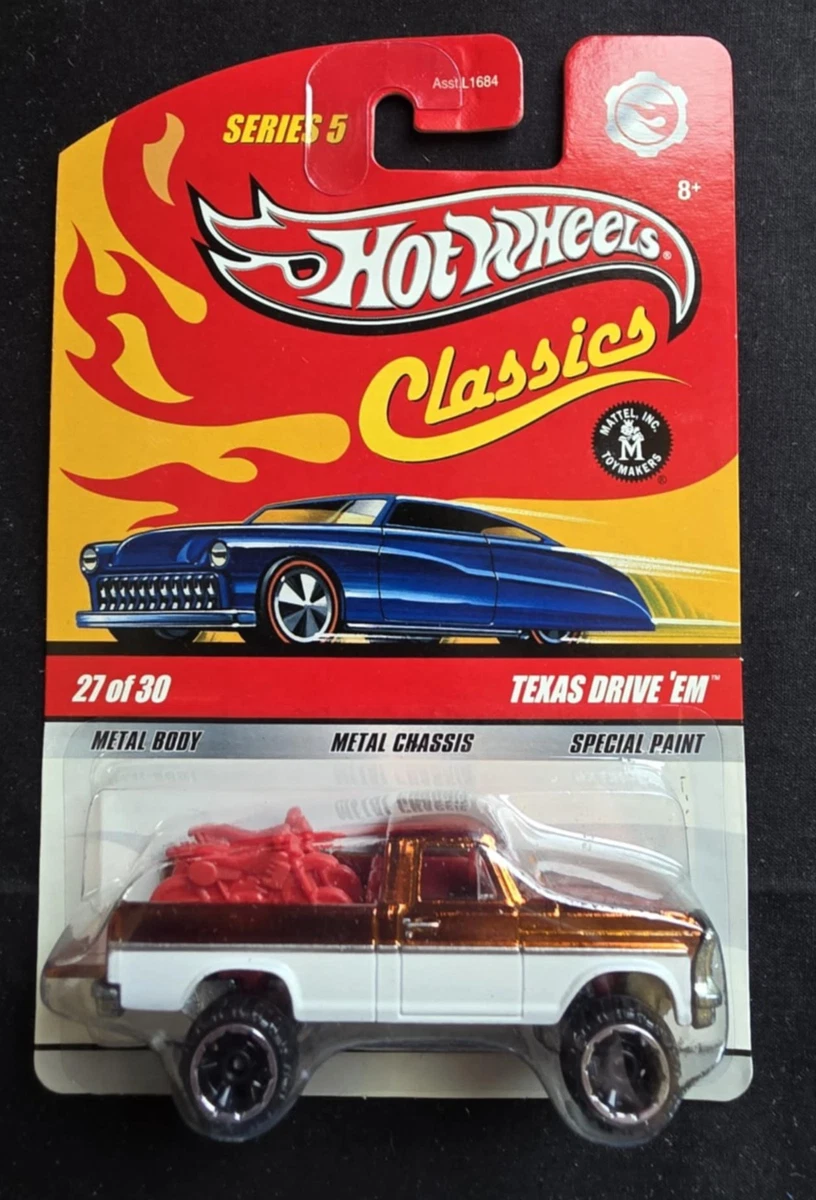 Asst.L1684
SERIES 5
8+
HOT WHEELS®
Classics
MATTEL, INC.
M
TOYMAKERS
®
27 of 30
TEXAS DRIVE 'EM™
METAL BODY
METAL CHASSIS
SPECIAL PAINT